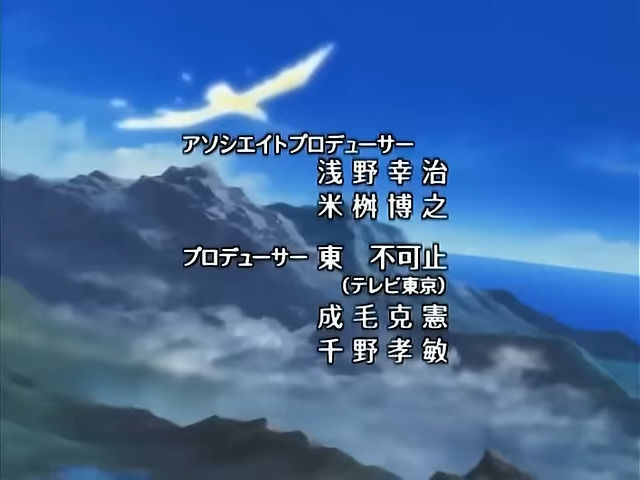 アソシエイトプロデューサー
浅野幸治
米桝博之
プロデューサー 東 不可止
(テレビ東京)
成毛克憲
千野孝敏